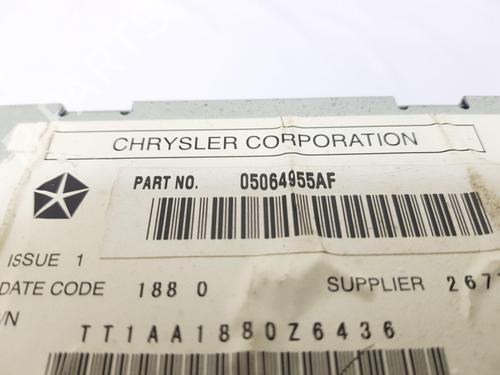 CHRYSLER CORPORATION
PART NO. 05064955AF
ISSUE 1
DATE CODE 188 0 SUPPLIER 267
/N TT1AA1880Z6436